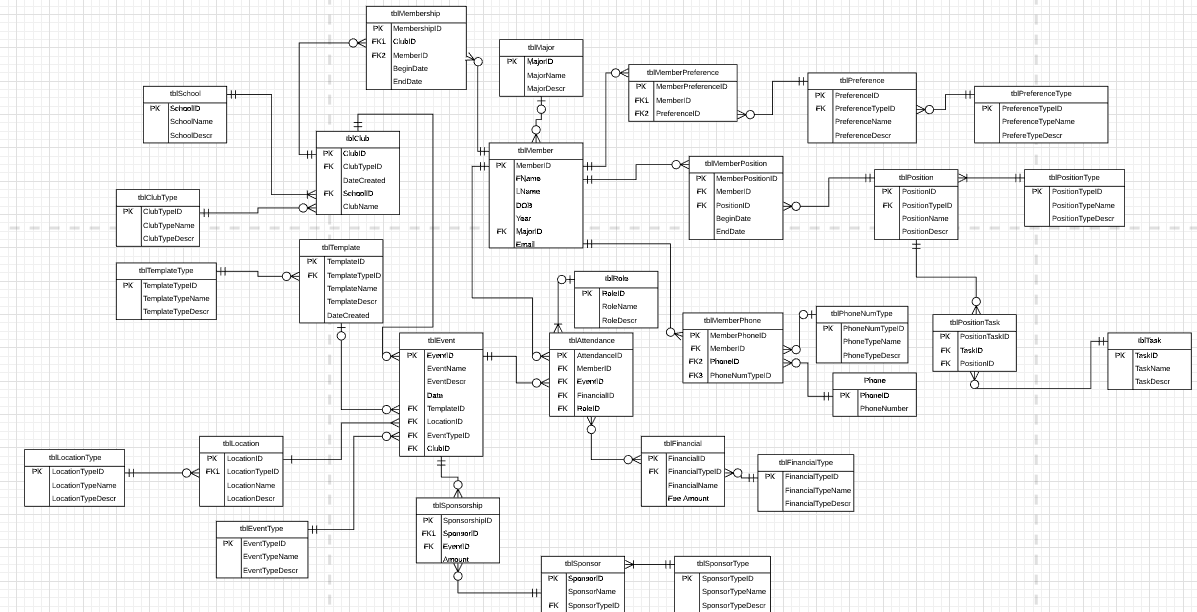 tblMembership
PK MembershipID
FK1 ClubID
FK2 MemberID
BeginDate
EndDate
tblMajor
PK MajorID
MajorName
MajorDescr
tblMemberPreference
PK MemberPreferenceID
FK1 MemberID
FK2 PreferenceID
tblPreference
PK PreferenceID
FK PreferenceTypeID
PreferenceName
PreferenceDescr
tblPreferenceType
PK PreferenceTypeID
PreferenceTypeName
PrefereTypeDescr
tblSchool
PK SchoolID
SchoolName
SchoolDescr
tblClub
PK ClubID
FK ClubTypeID
DateCreated
FK SchoolID
FK ClubName
tblMember
PK MemberID
FK FName
FK LName
DOB
Year
FK MajorID
Email
tblMemberPosition
PK MemberPositionID
FK MemberID
FK PositionID
BeginDate
EndDate
tblPosition
PK PositionID
FK PositionTypeID
PositionName
PositionDescr
tblPositionType
PK PositionTypeID
PositionTypeName
PositionTypeDescr
tblClubType
PK ClubTypeID
ClubTypeName
ClubTypeDescr
tblTemplate
PK TemplateID
FK TemplateTypeID
TemplateName
TemplateDescr
DateCreated
tblTemplateType
PK TemplateTypeID
TemplateTypeName
TemplateTypeDescr
tblRole
PK RoleID
RoleName
RoleDescr
tblMemberPhone
PK MemberPhoneID
FK MemberID
FK2 PhoneID
FK3 PhoneNumTypeID
tblPhoneNumType
PK PhoneNumTypeID
PhoneTypeName
PhoneTypeDescr
tblPositionTask
PK PositionTaskID
FK TaskID
FK PositionID
tblTask
PK TaskID
TaskName
TaskDescr
Phone
PK PhoneID
PhoneNumber
tblEvent
PK EventID
EventName
EventDescr
Data
FK TemplateID
FK LocationID
FK EventTypeID
FK ClubID
tblAttendance
PK AttendanceID
FK MemberID
FK EventID
FK FinancialID
FK RoleID
tblLocationType
PK LocationTypeID
LocationTypeName
LocationTypeDescr
tblLocation
PK LocationID
FK1 LocationTypeID
LocationName
LocationDescr
tblFinancial
PK FinancialID
FK FinancialTypeID
FinancialName
Fee Amount
tblFinancialType
PK FinancialTypeID
FinancialTypeName
FinancialTypeDescr
tblEventType
PK EventTypeID
EventTypeName
EventTypeDescr
tblSponsorship
PK SponsorshipID
FK1 SponsorID
FK EventID
Amount
tblSponsor
PK SponsorID
SponsorName
FK SponsorTypeID
tblSponsorType
PK SponsorTypeID
SponsorTypeName
SponsorTypeDescr